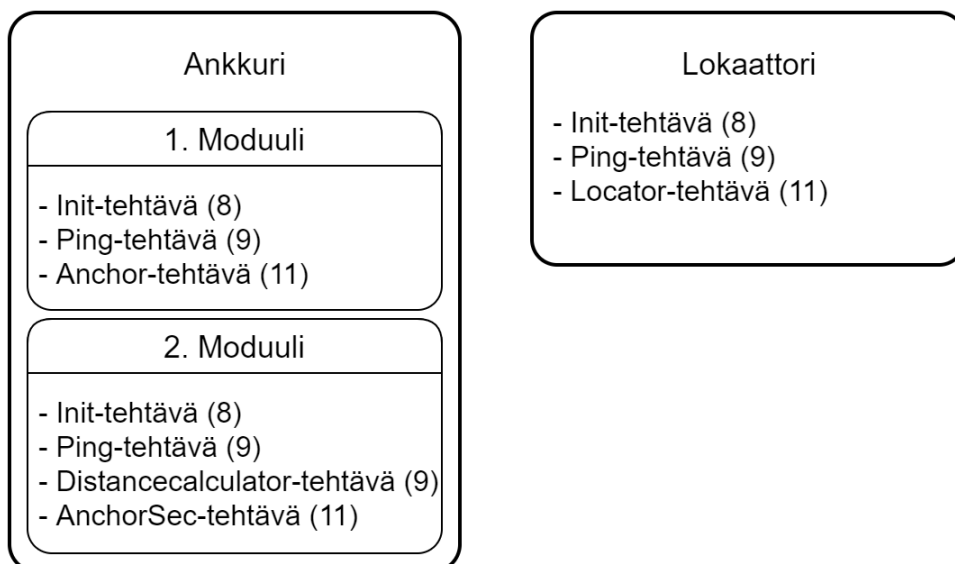 Ankkuri
1. Moduuli
- Init-tehtävä (8)
- Ping-tehtävä (9)
- Anchor-tehtävä (11)
2. Moduuli
- Init-tehtävä (8)
- Ping-tehtävä (9)
- Distancecalculator-tehtävä (9)
- AnchorSec-tehtävä (11)
Lokaattori
- Init-tehtävä (8)
- Ping-tehtävä (9)
- Locator-tehtävä (11)